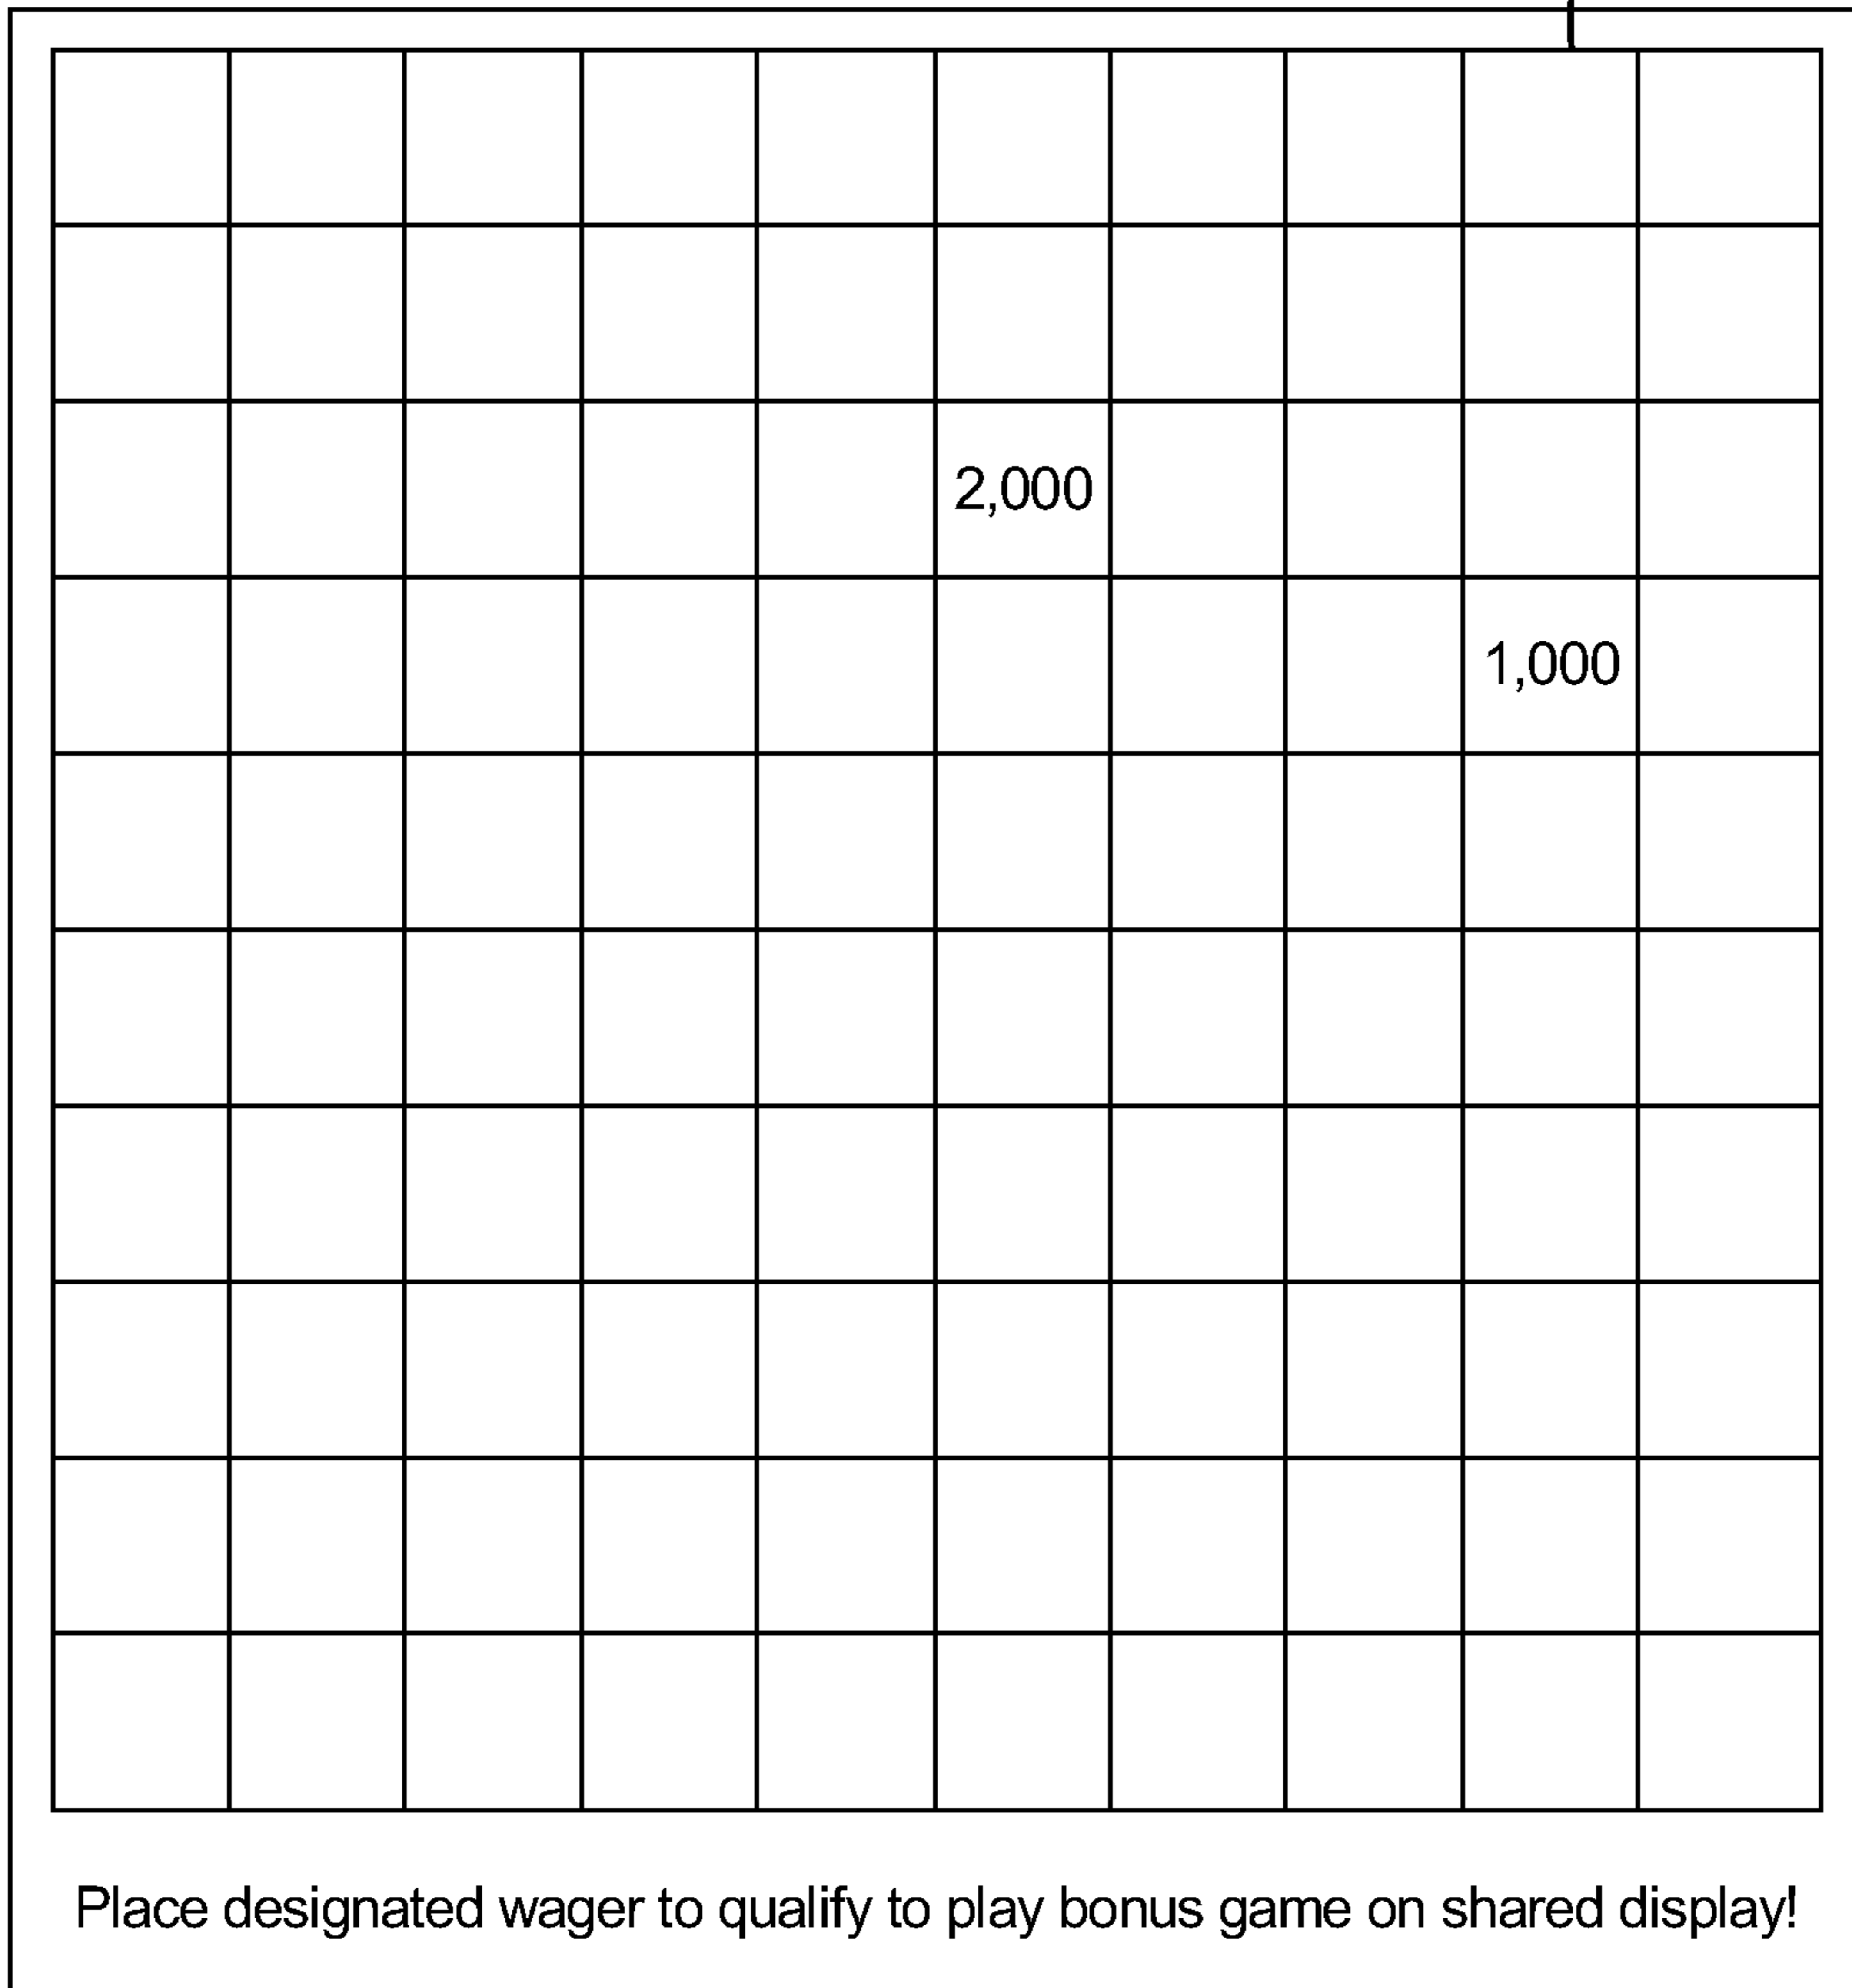 2,000
1,000
Place designated wager to qualify to play bonus game on shared display!